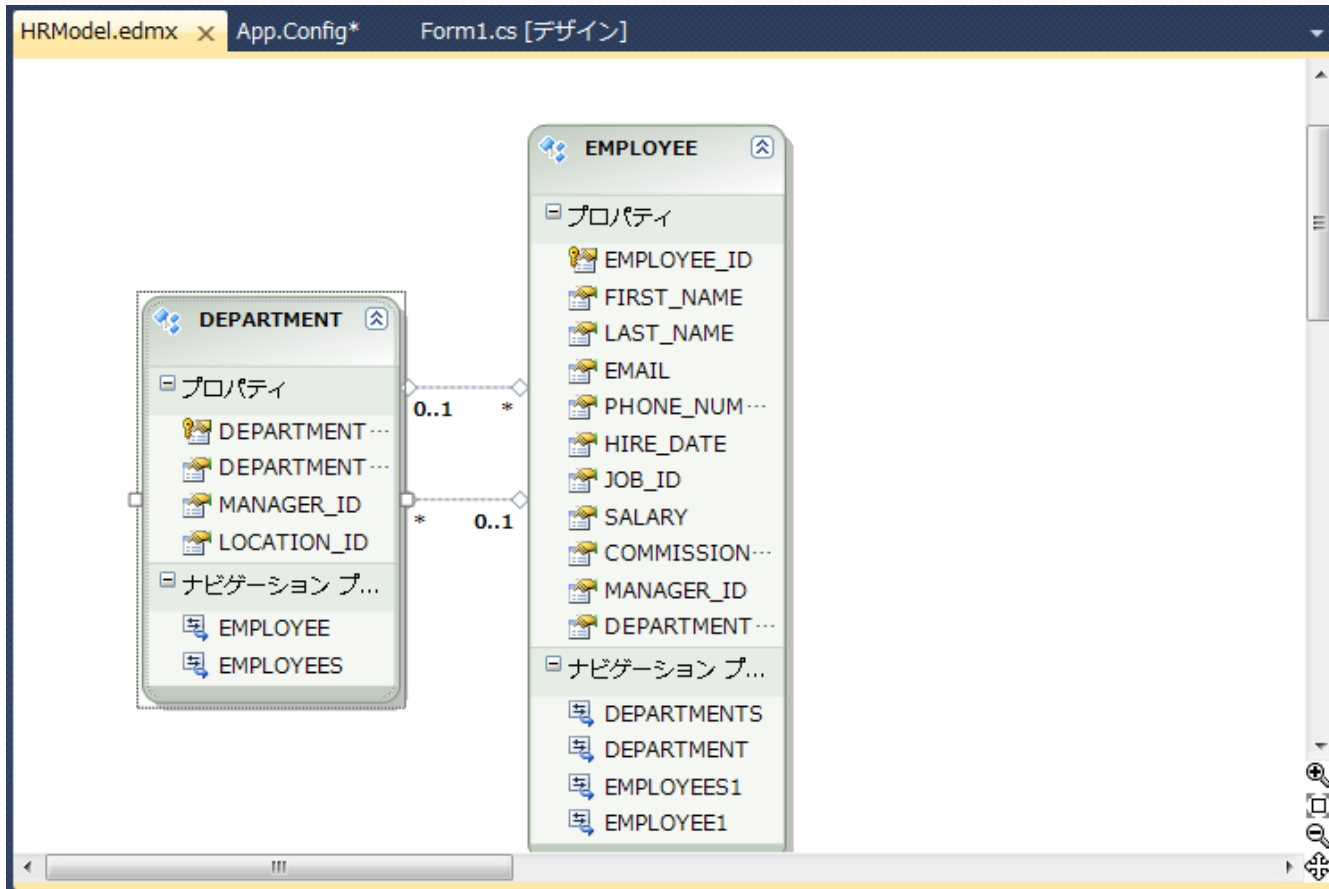 HRModel.edmx
App.Config*
Form1.cs [デザイン]
DEPARTMENT
プロパティ
DEPARTMENT...
DEPARTMENT...
MANAGER_ID
LOCATION_ID
ナビゲーション プ...
EMPLOYEE
EMPLOYEES
0..1 *
* 0..1
EMPLOYEE
プロパティ
EMPLOYEE_ID
FIRST_NAME
LAST_NAME
EMAIL
PHONE_NUM...
HIRE_DATE
JOB_ID
SALARY
COMMISSION...
MANAGER_ID
DEPARTMENT...
ナビゲーション プ...
DEPARTMENTS
DEPARTMENT
EMPLOYEES1
EMPLOYEE1